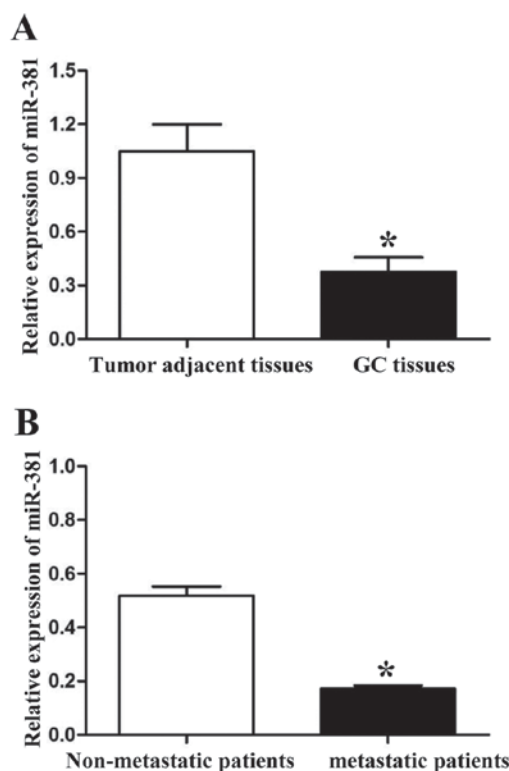 A
Relative expression of miR-381
1.5
1.2
0.9
0.6
0.3
0.0
*
Tumor adjacent tissues GC tissues
B
Relative expression of miR-381
1.0
0.8
0.6
0.4
0.2
0.0
*
Non-metastatic patients metastatic patients